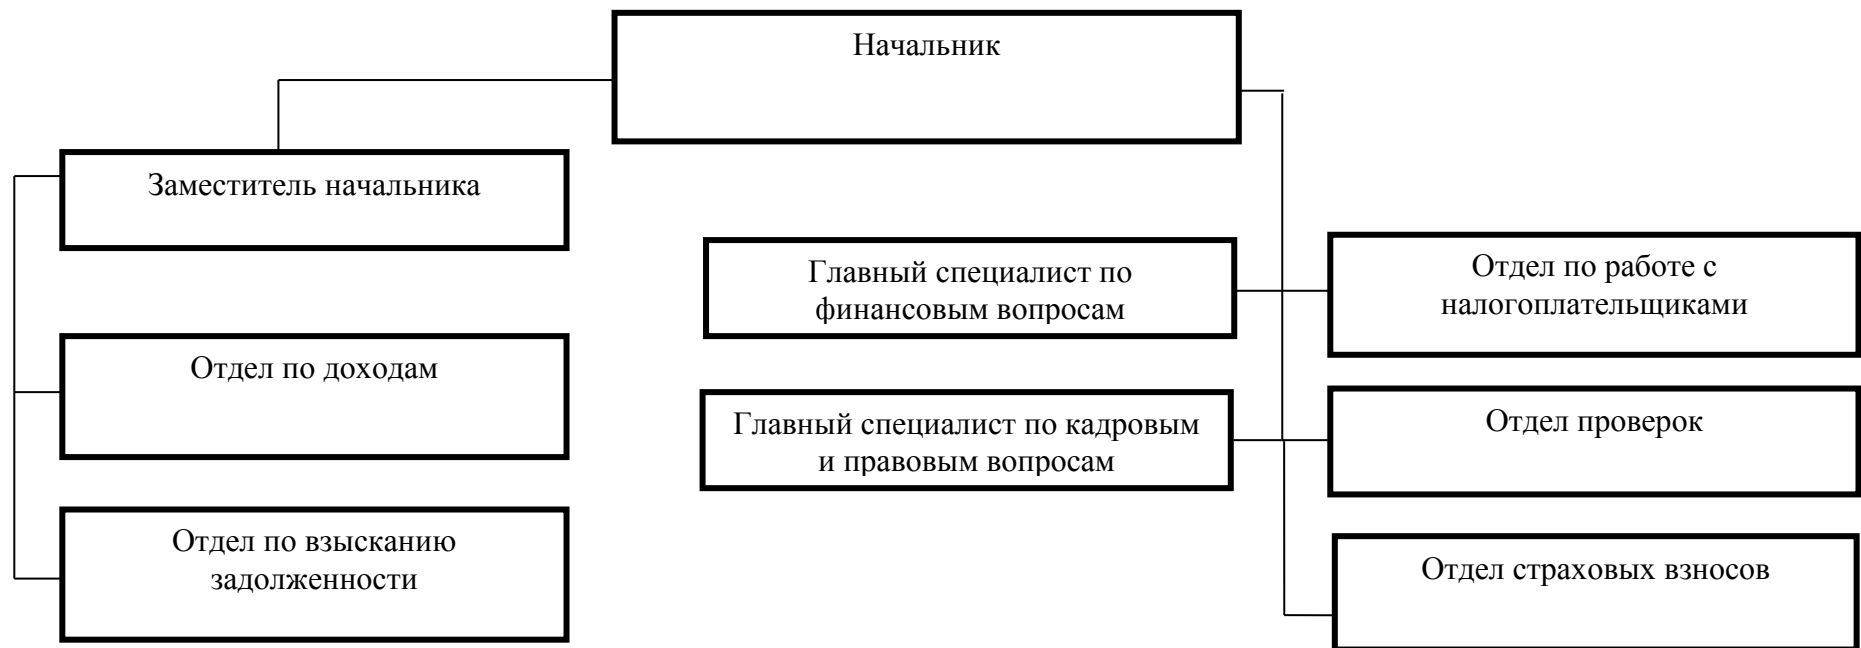 Начальник
Заместитель начальника
Главный специалист по
финансовым вопросам
Отдел по работе с
налогоплательщиками
Отдел по доходам
Главный специалист по кадровым
и правовым вопросам
Отдел проверок
Отдел по взысканию
задолженности
Отдел страховых взносов